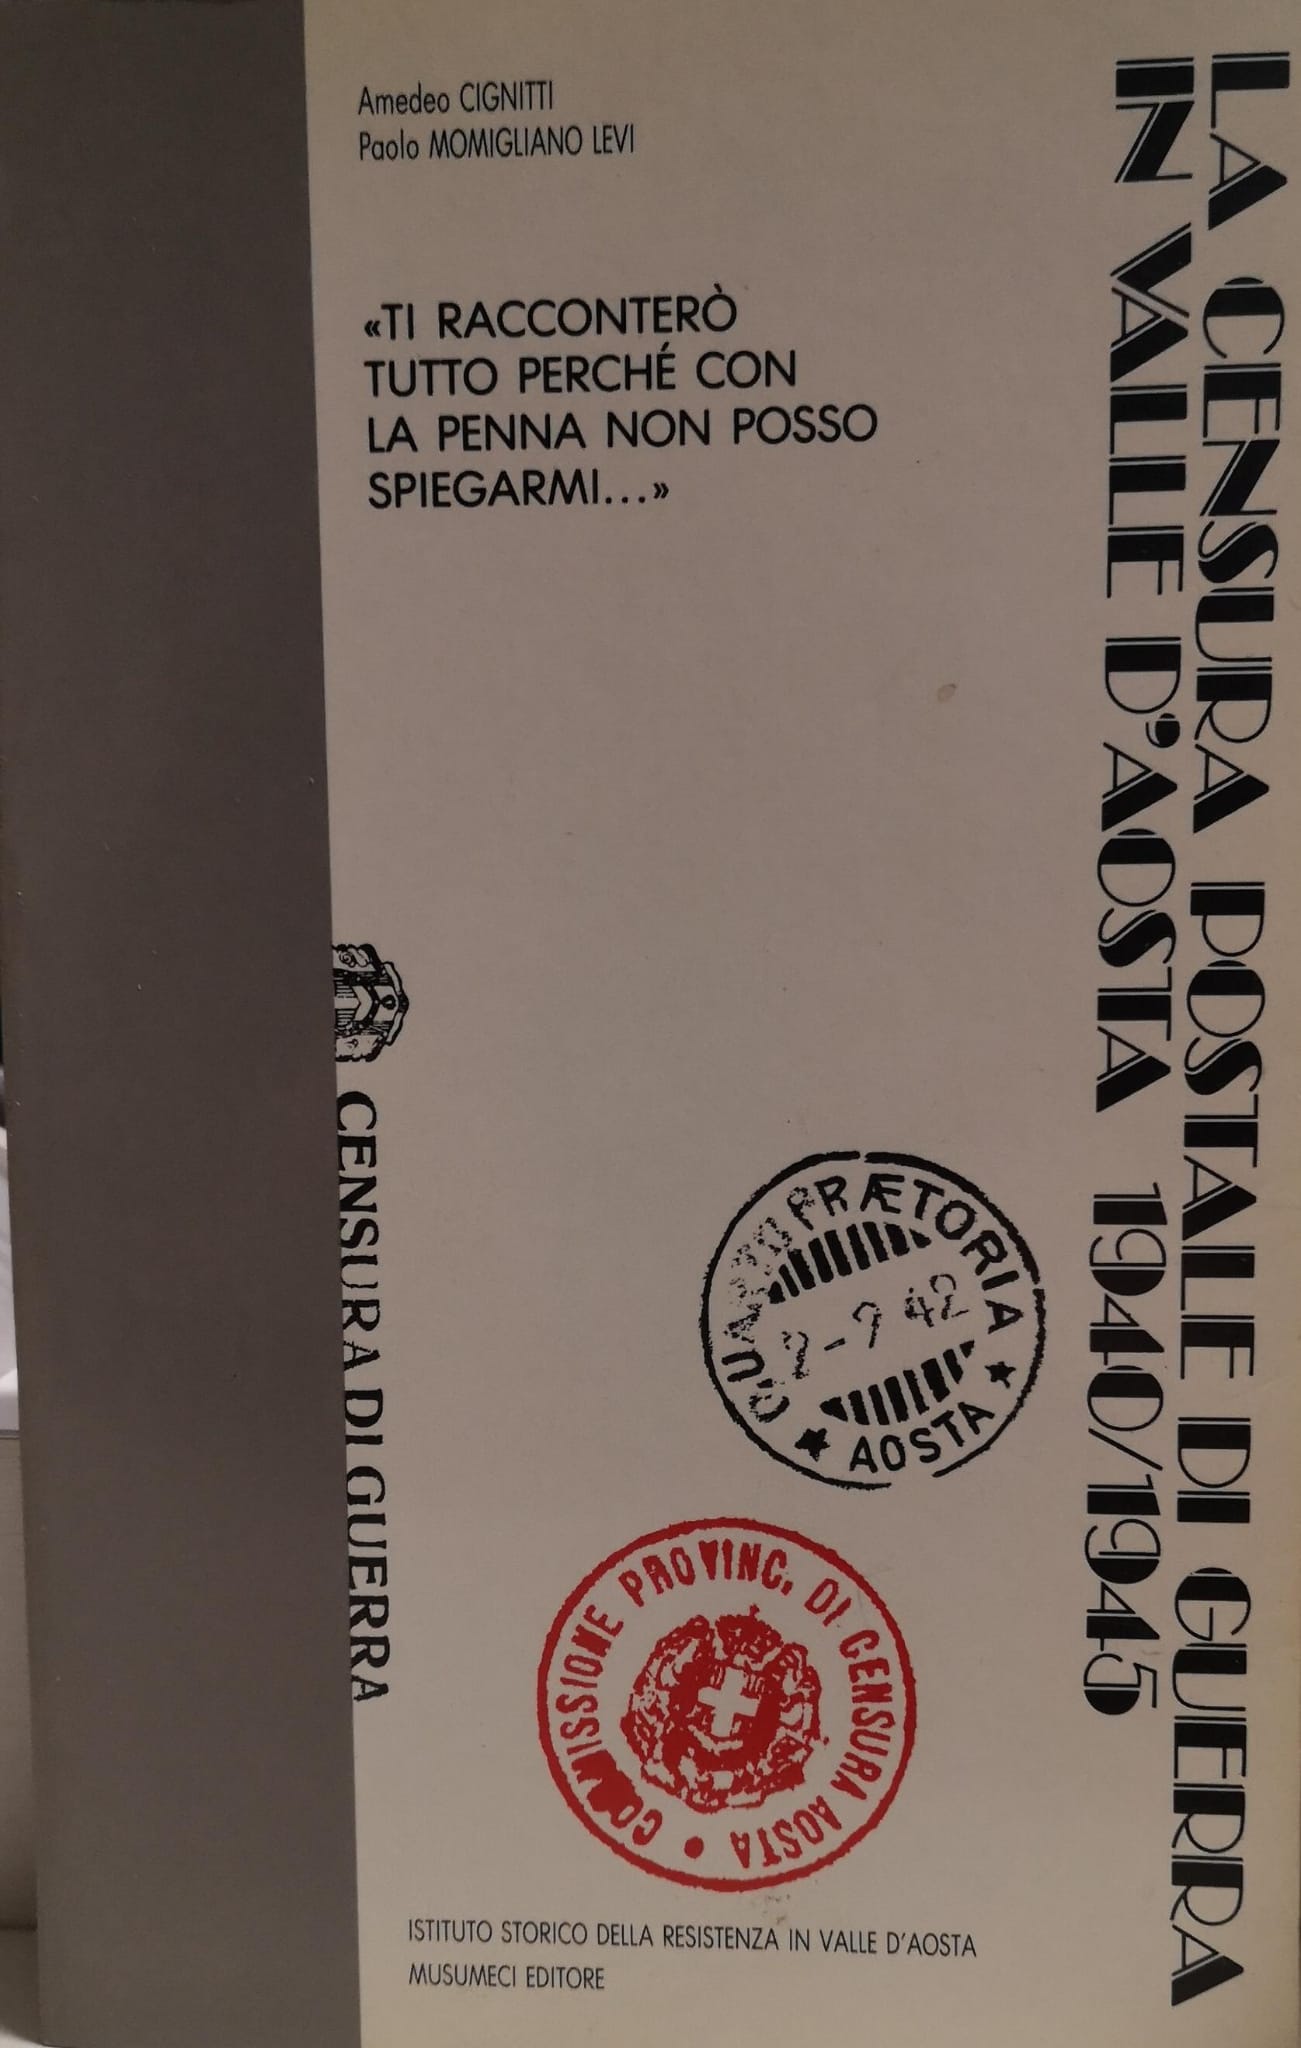 Amedeo CIGNITTI
Paolo MOMIGLIANO LEVI
«TI RACCONTERÒ
TUTTO PERCHÉ CON
LA PENNA NON POSSO
SPIEGARMI...»
LA CENSURA POSTALE DI GUERRA
IN VALLE D'AOSTA 1940/1945
CENSURA DI GUERRA
QUARTO PRÆTORIA
2-9 42
AOSTA
COMMISSIONE PROVINC. DI CENSURA AOSTA
ISTITUTO STORICO DELLA RESISTENZA IN VALLE D'AOSTA
MUSUMECI EDITORE